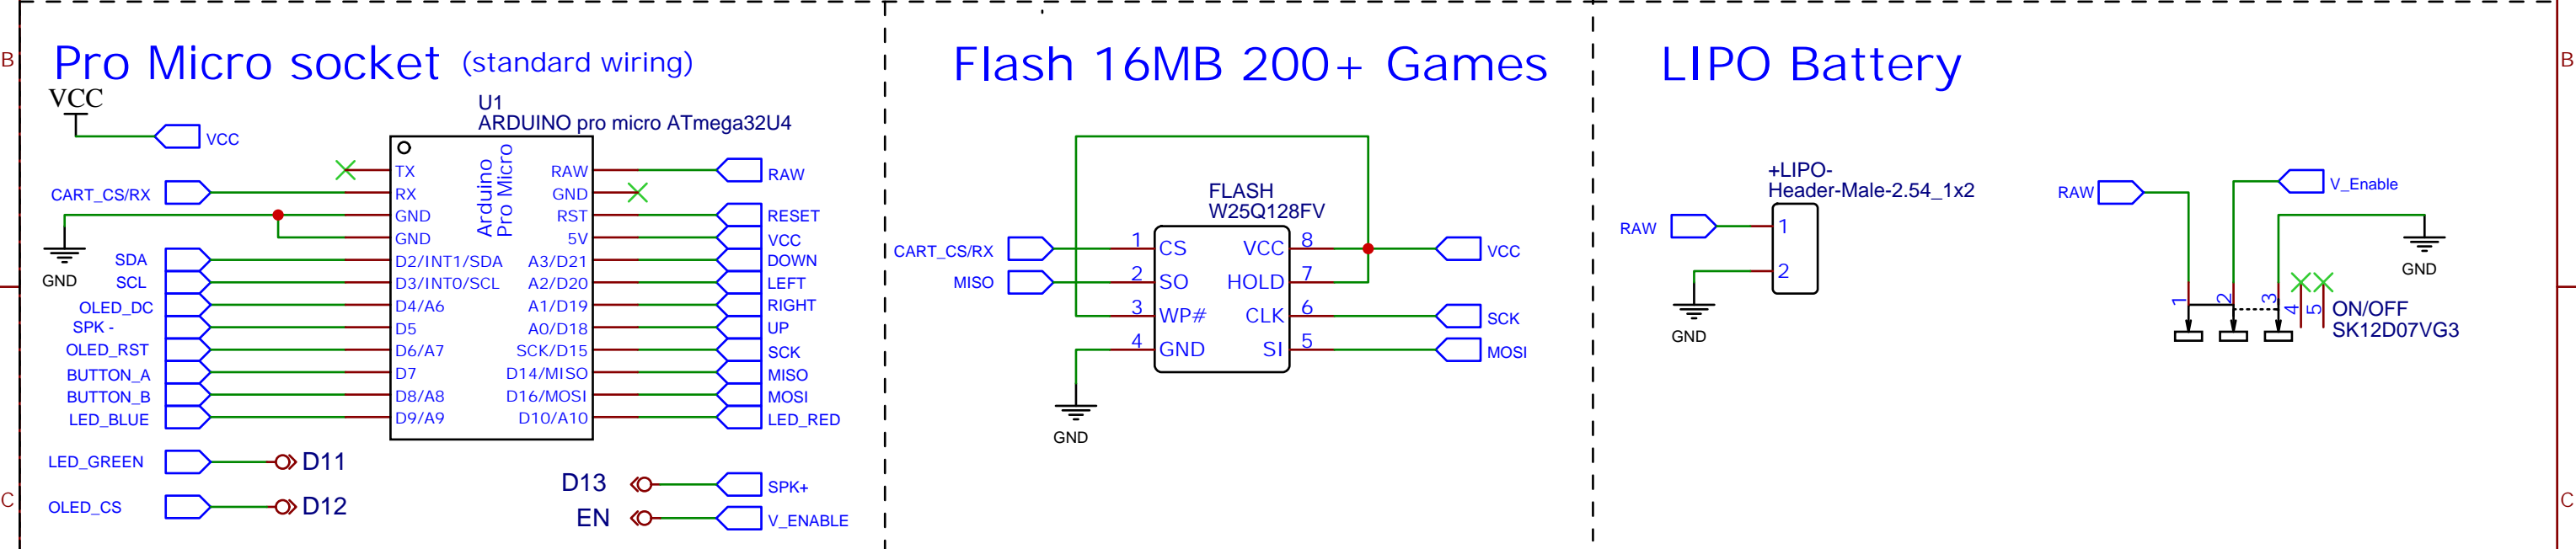 B
Pro Micro socket (standard wiring)
VCC
VCC
U1
ARDUINO pro micro ATmega32U4
Arduino
Pro Micro
CART_CS/RX
SDA
SCL
OLED_DC
SPK -
OLED_RST
BUTTON_A
BUTTON_B
LED_BLUE
GND
TX
RX
GND
GND
D2/INT1/SDA
D3/INT0/SCL
D4/A6
D5
D6/A7
D7
D8/A8
D9/A9
RAW
GND
RST
5V
A3/D21
A2/D20
A1/D19
A0/D18
SCK/D15
D14/MISO
D16/MOSI
D10/A10
RAW
RESET
VCC
DOWN
LEFT
RIGHT
UP
SCK
MISO
MOSI
LED_RED
LED_GREEN
D11
OLED_CS
D12
D13
SPK+
EN
V_ENABLE
C
Flash 16MB 200+ Games
FLASH
W25Q128FV
CART_CS/RX
MISO
1
2
3
4
CS
SO
WP#
GND
VCC
HOLD
CLK
SI
8
7
6
5
VCC
SCK
MOSI
GND
LIPO Battery
+LIPO-
Header-Male-2.54_1x2
RAW
1
2
GND
RAW
V_Enable
GND
1
2
3
4
5
ON/OFF
SK12D07VG3
B
C